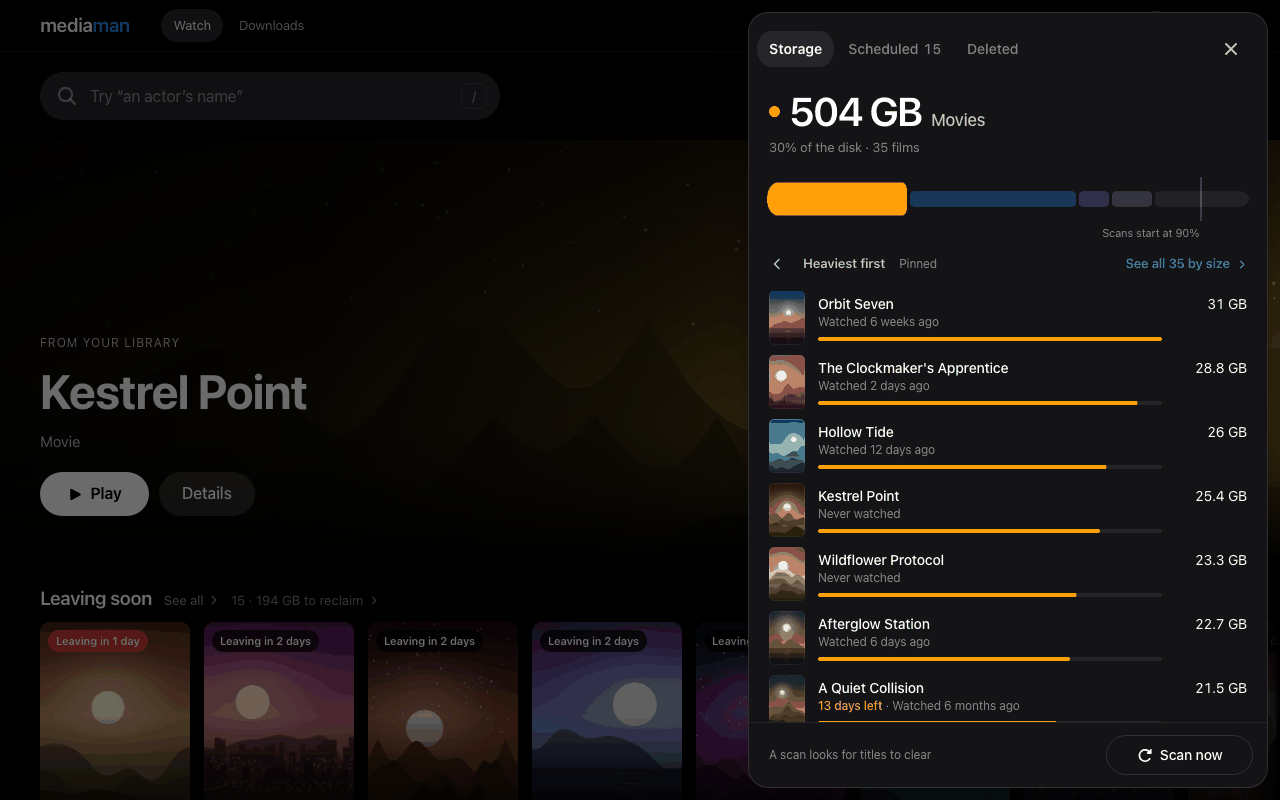 mediaman
Watch
Downloads
Try “an actor’s name”
/
FROM YOUR LIBRARY
Kestrel Point
Movie
Play
Details
Leaving soon
See all
15 · 194 GB to reclaim
Leaving in 1 day
Leaving in 2 days
Leaving in 2 days
Leaving in 2 days
Storage
Scheduled 15
Deleted
504 GB Movies
30% of the disk · 35 films
Scans start at 90%
Heaviest first
Pinned
See all 35 by size
Orbit Seven
31 GB
Watched 6 weeks ago
The Clockmaker's Apprentice
28.8 GB
Watched 2 days ago
Hollow Tide
26 GB
Watched 12 days ago
Kestrel Point
25.4 GB
Never watched
Wildflower Protocol
23.3 GB
Never watched
Afterglow Station
22.7 GB
Watched 6 days ago
A Quiet Collision
21.5 GB
13 days left · Watched 6 months ago
A scan looks for titles to clear
Scan now